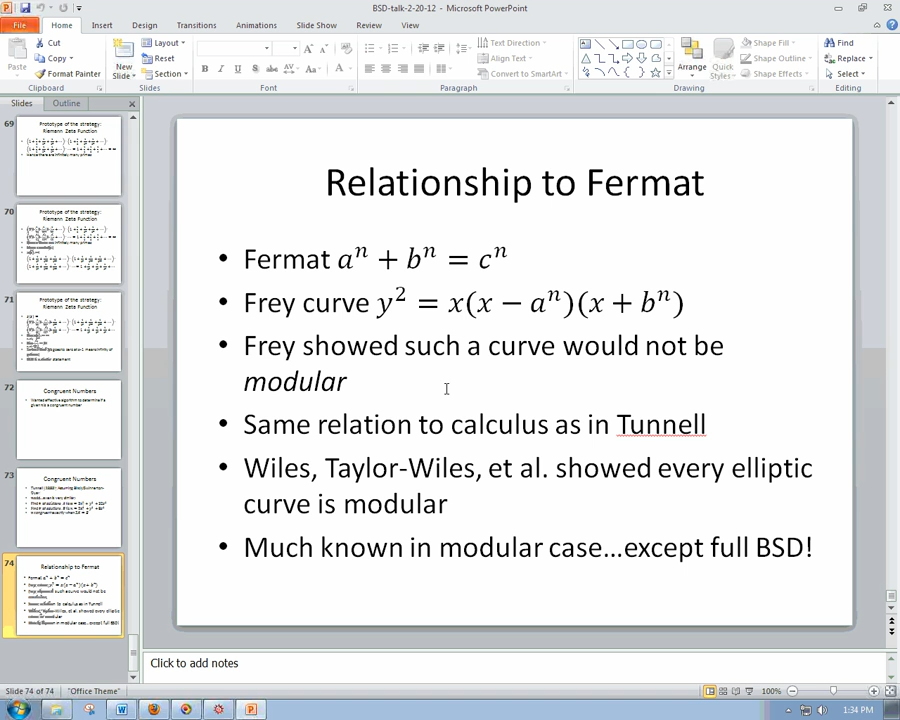 BSD-talk-2-20-12 - Microsoft PowerPoint
File Home Insert Design Transitions Animations Slide Show Review View
Paste
Cut
Copy
Format Painter
Clipboard
New
Slide
Layout
Reset
Section
Slides
B I U S abc AV Aa A
Font
Text Direction
Align Text
Convert to SmartArt
Paragraph
Arrange
Quick
Styles
Shape Fill
Shape Outline
Shape Effects
Drawing
Find
Replace
Select
Editing
Slides Outline
69
Prototype of the strategy:
Riemann Zeta Function
70
Prototype of the strategy:
Riemann Zeta Function
71
Prototype of the strategy:
Riemann Zeta Function
72
Congruent Numbers
73
Congruent Numbers
74
Relationship to Fermat
Relationship to Fermat
• Fermat aⁿ + bⁿ = cⁿ
• Frey curve y² = x(x − aⁿ)(x + bⁿ)
• Frey showed such a curve would not be
modular
• Same relation to calculus as in Tunnell
• Wiles, Taylor-Wiles, et al. showed every elliptic
curve is modular
• Much known in modular case...except full BSD!
Click to add notes
Slide 74 of 74 "Office Theme" 100%
1:34 PM